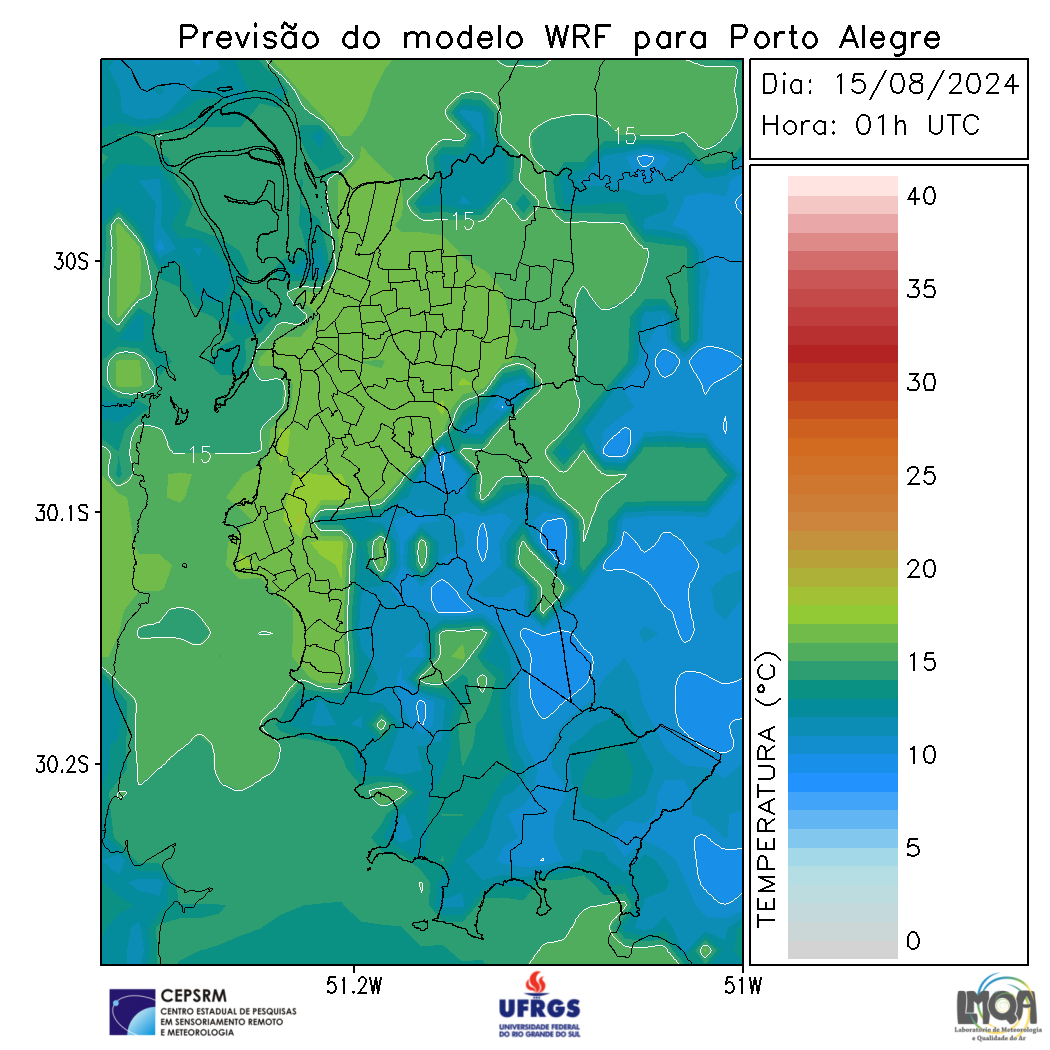 Previsão do modelo WRF para Porto Alegre
Dia: 15/08/2024
Hora: 01h UTC
15
15
15
30S
30.1S
30.2S
51.2W
51W
TEMPERATURA (°C)
40
35
30
25
20
15
10
5
0
CEPSRM
CENTRO ESTADUAL DE PESQUISAS
EM SENSORIAMENTO REMOTO
E METEOROLOGIA
UFRGS
UNIVERSIDADE FEDERAL
DO RIO GRANDE DO SUL
LMQA
Laboratório de Meteorologia
e Qualidade do Ar